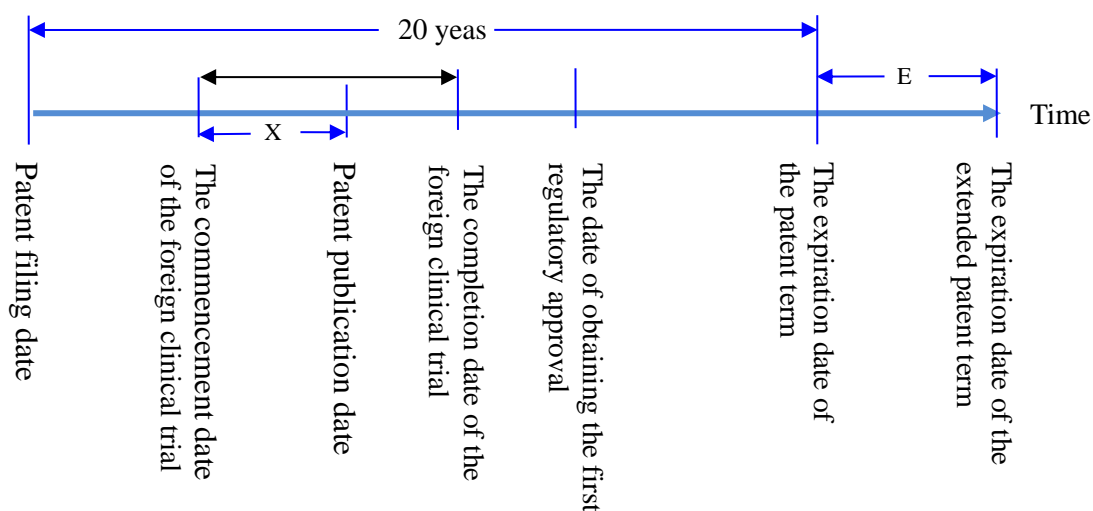 20 yeas
E
Time
X
Patent filing date
The commencement date
of the foreign clinical trial
Patent publication date
The completion date of the
foreign clinical trial
The date of obtaining the first
regulatory approval
The expiration date of
the patent term
The expiration date of the
extended patent term